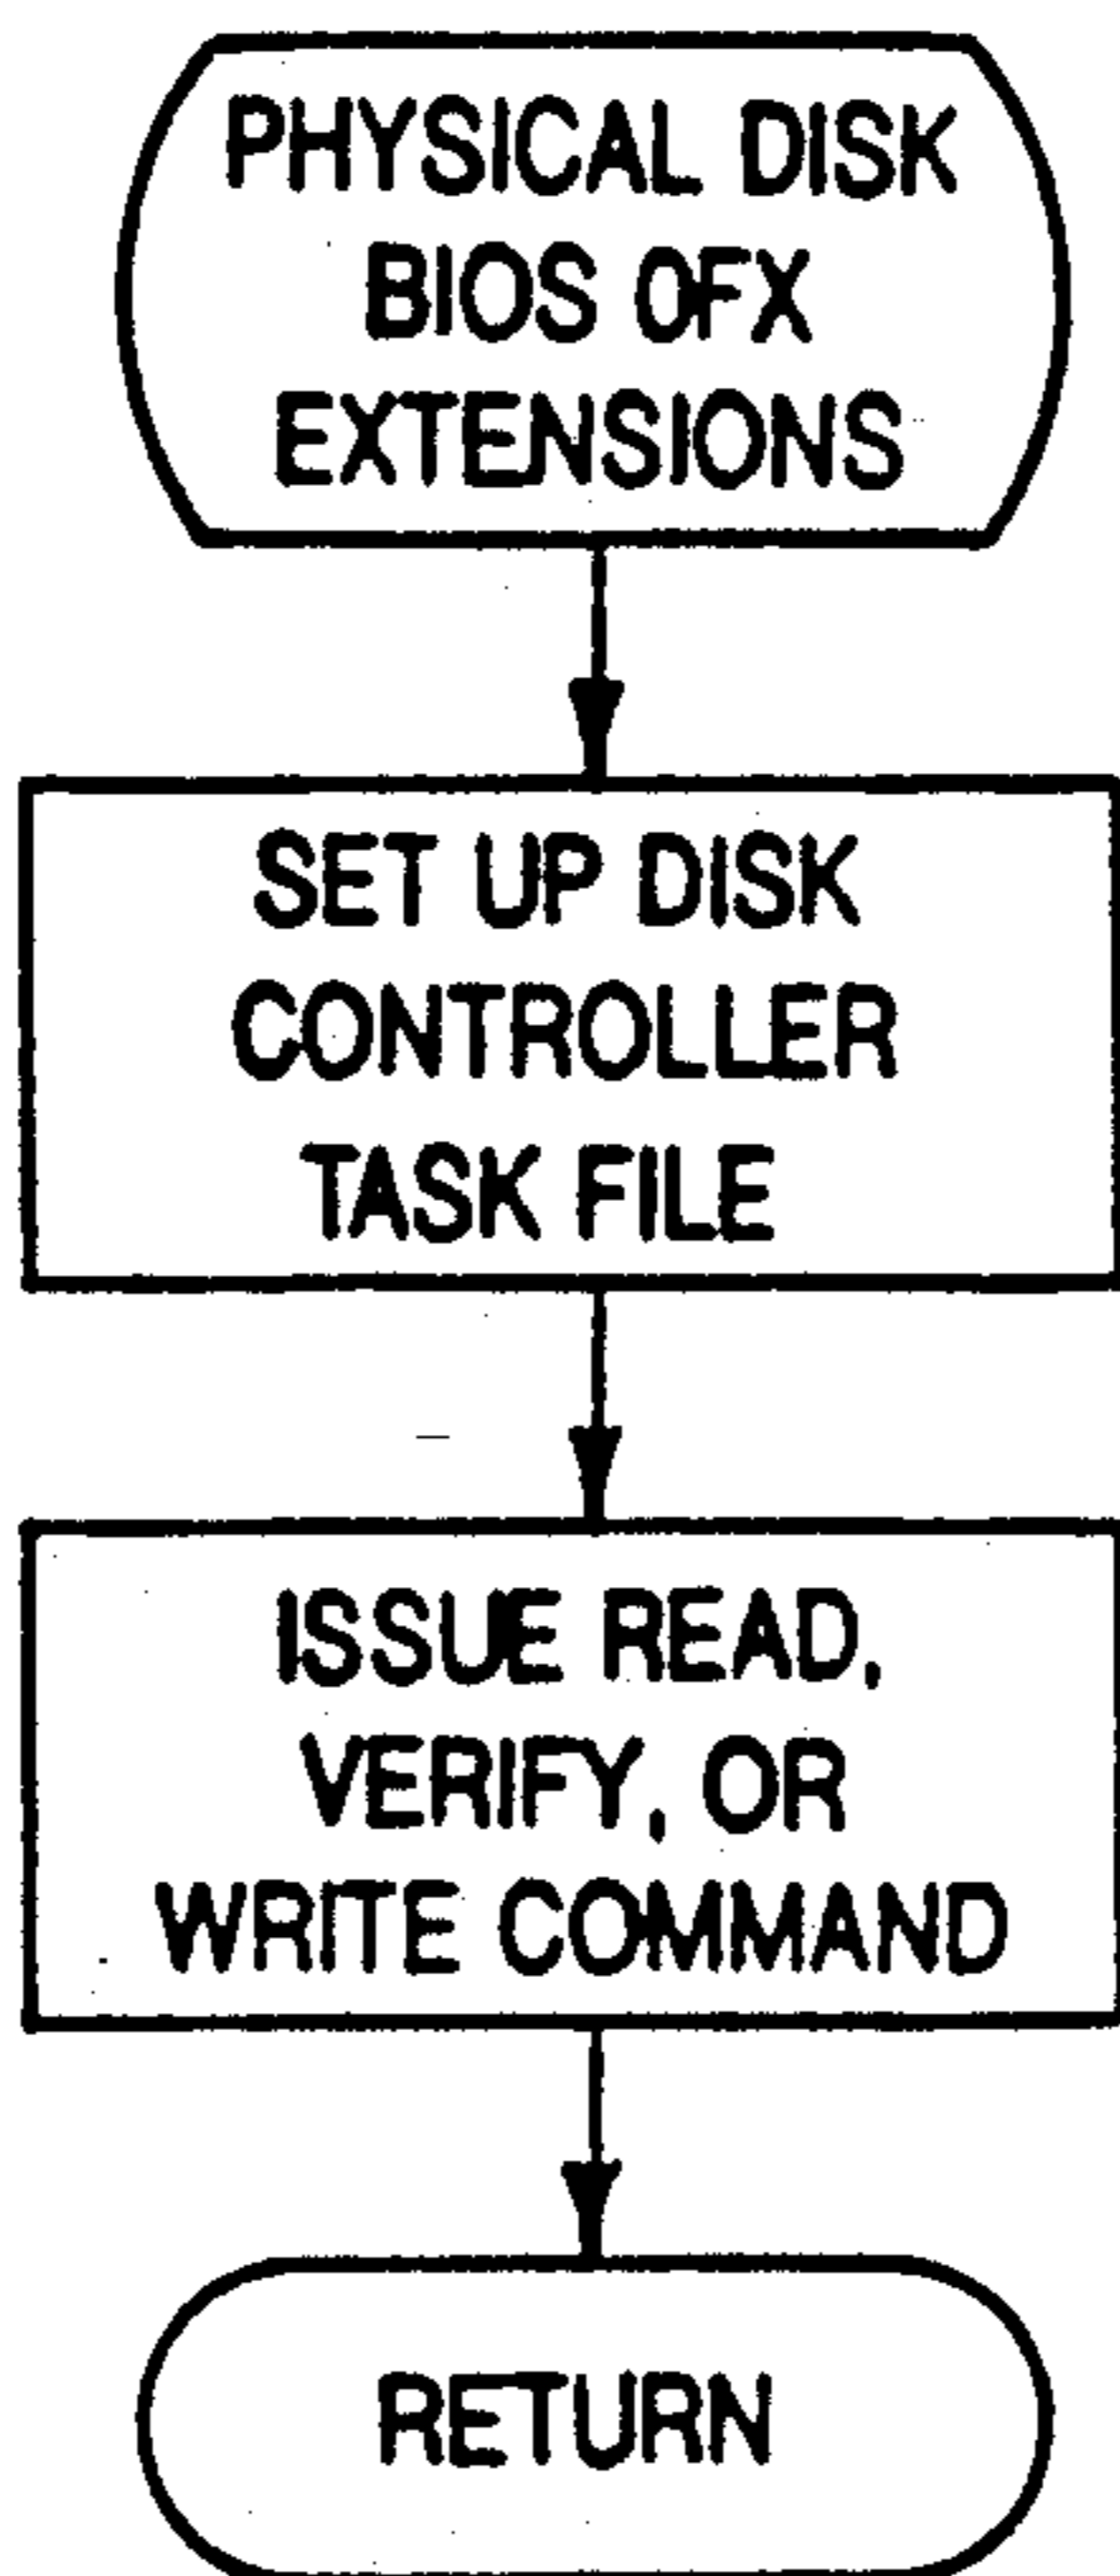 PHYSICAL DISK
BIOS 0FX
EXTENSIONS
SET UP DISK
CONTROLLER
TASK FILE
ISSUE READ,
VERIFY, OR
WRITE COMMAND
RETURN